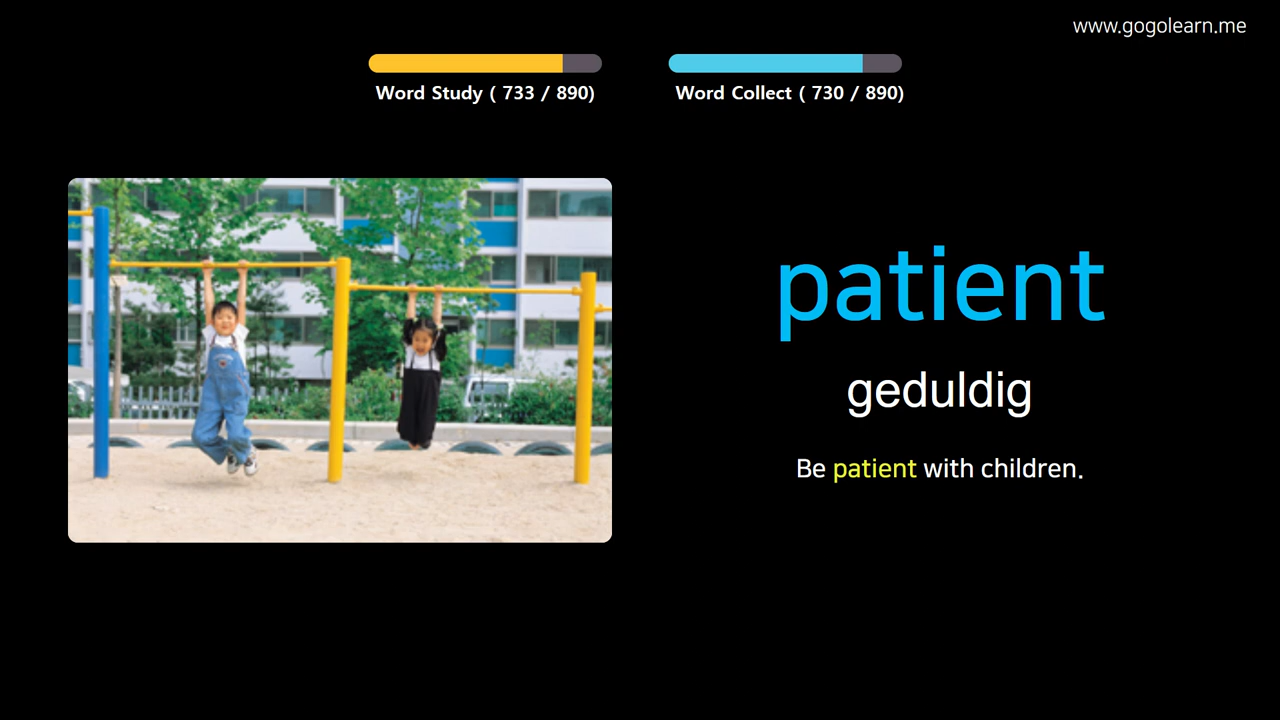 www.gogolearn.me
Word Study ( 733 / 890)
Word Collect ( 730 / 890)
patient
geduldig
Be patient with children.